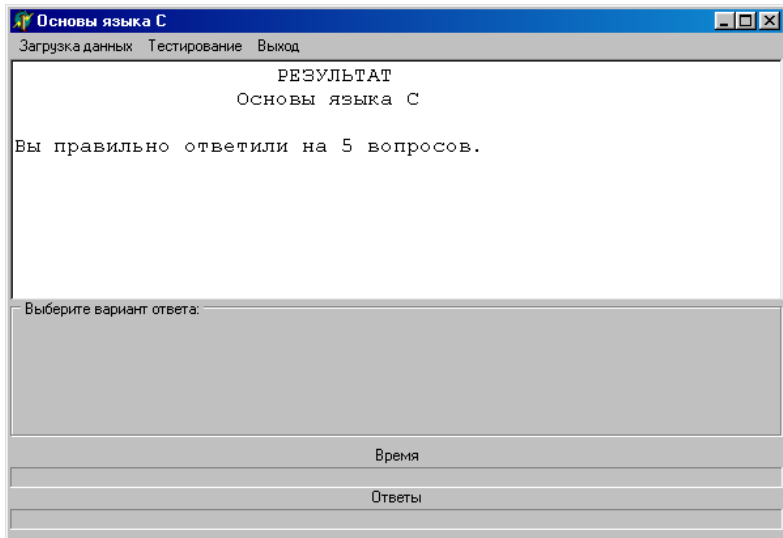 Основы языка С
Загрузка данных Тестирование Выход
РЕЗУЛЬТАТ
Основы языка С
Вы правильно ответили на 5 вопросов.
Выберите вариант ответа:
Время
Ответы